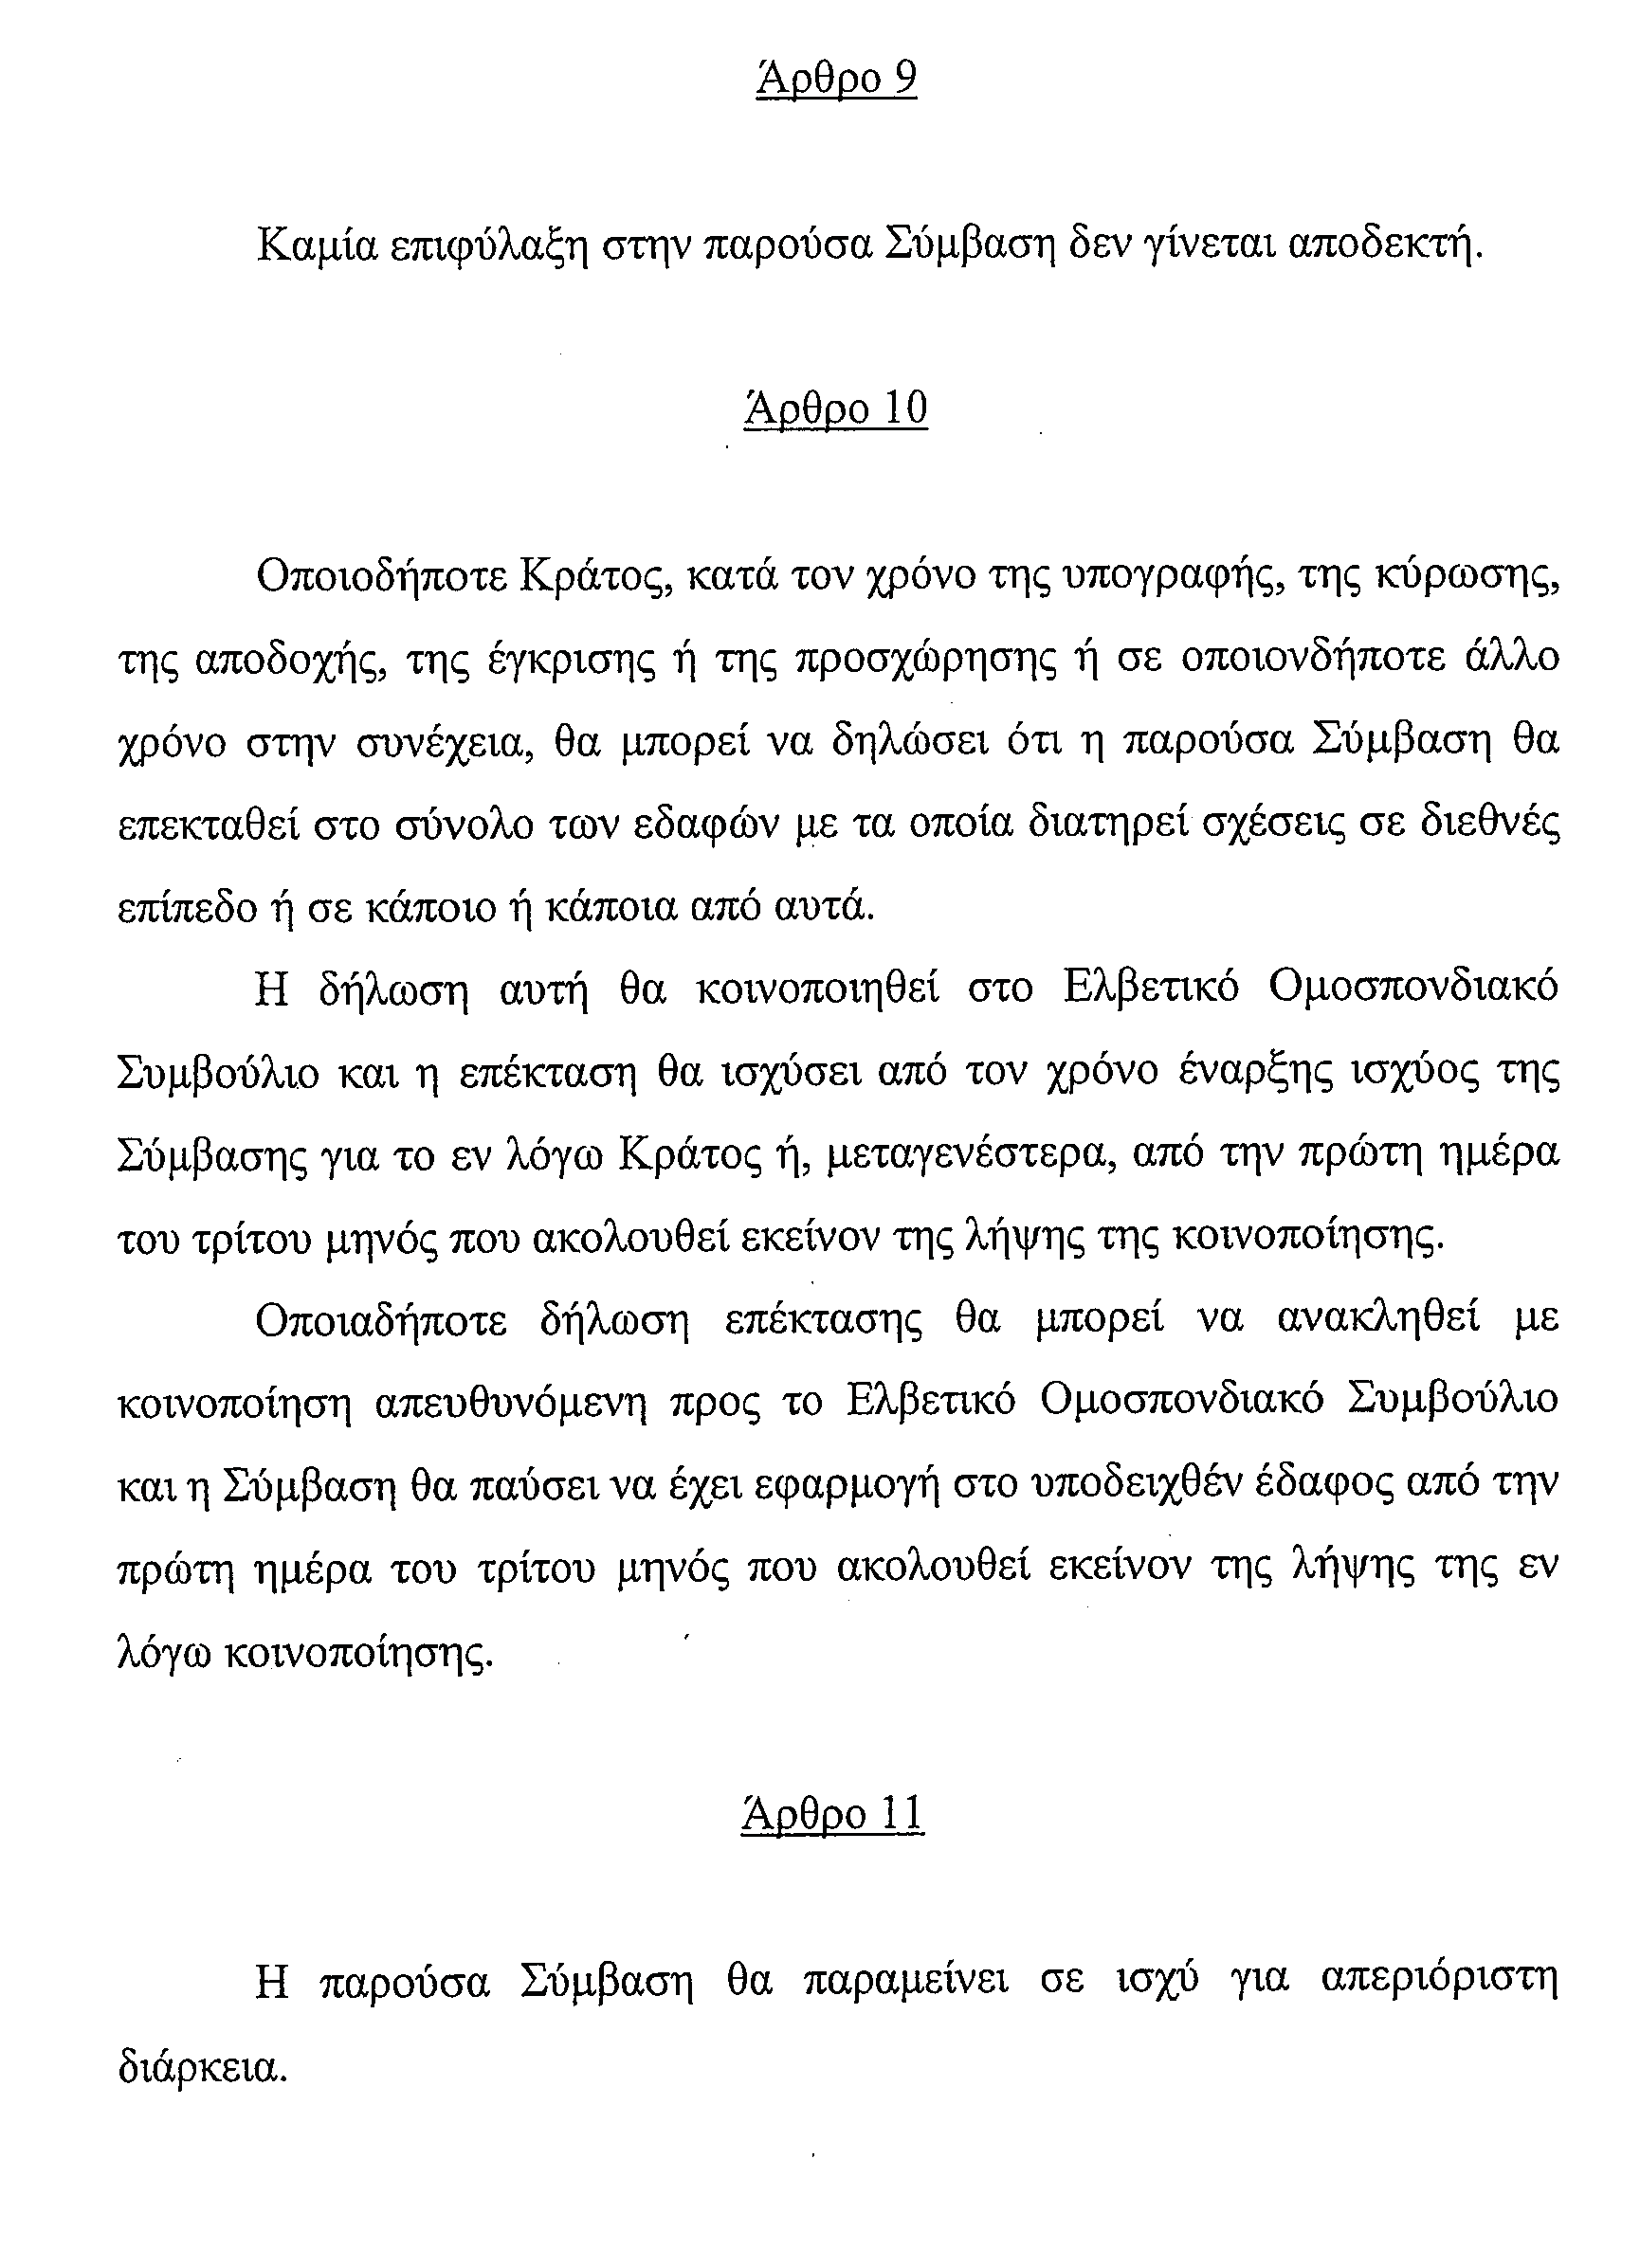 Άρθρο 9
Καμία επιφύλαξη στην παρούσα Σύμβαση δεν γίνεται αποδεκτή.
Άρθρο 10
Οποιοδήποτε Κράτος, κατά τον χρόνο της υπογραφής, της κύρωσης,
της αποδοχής, της έγκρισης ή της προσχώρησης ή σε οποιονδήποτε άλλο
χρόνο στην συνέχεια, θα μπορεί να δηλώσει ότι η παρούσα Σύμβαση θα
επεκταθεί στο σύνολο των εδαφών με τα οποία διατηρεί σχέσεις σε διεθνές
επίπεδο ή σε κάποιο ή κάποια από αυτά.
Η δήλωση αυτή θα κοινοποιηθεί στο Ελβετικό Ομοσπονδιακό
Συμβούλιο και η επέκταση θα ισχύσει από τον χρόνο έναρξης ισχύος της
Σύμβασης για το εν λόγω Κράτος ή, μεταγενέστερα, από την πρώτη ημέρα
του τρίτου μηνός που ακολουθεί εκείνον της λήψης της κοινοποίησης.
Οποιαδήποτε δήλωση επέκτασης θα μπορεί να ανακληθεί με
κοινοποίηση απευθυνόμενη προς το Ελβετικό Ομοσπονδιακό Συμβούλιο
και η Σύμβαση θα παύσει να έχει εφαρμογή στο υποδειχθέν έδαφος από την
πρώτη ημέρα του τρίτου μηνός που ακολουθεί εκείνον της λήψης της εν
λόγω κοινοποίησης.
Άρθρο 11
Η παρούσα Σύμβαση θα παραμείνει σε ισχύ για απεριόριστη
διάρκεια.